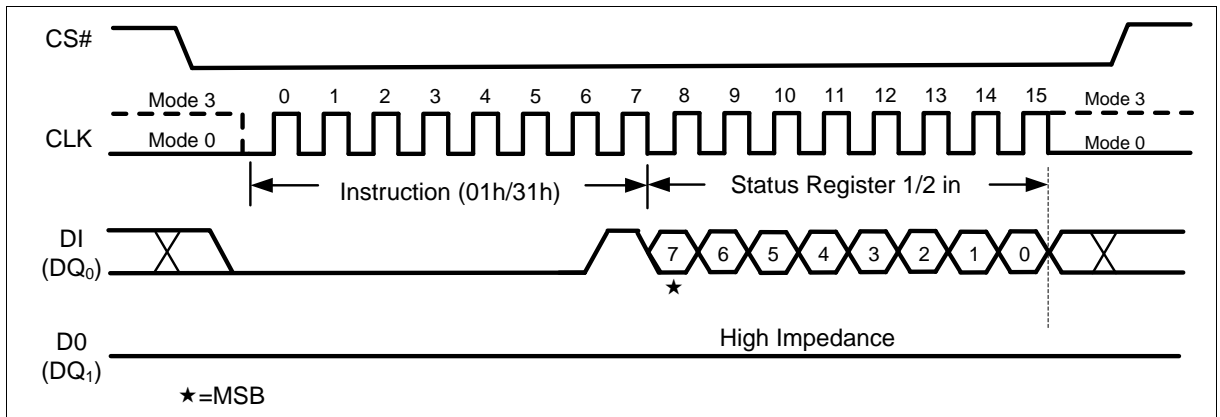 CS#
Mode 3
0 1 2 3 4 5 6 7 8 9 10 11 12 13 14 15
Mode 3
CLK
Mode 0
Mode 0
Instruction (01h/31h)
Status Register 1/2 in
DI
(DQ₀)
7 6 5 4 3 2 1 0
★
High Impedance
D0
(DQ₁)
★=MSB